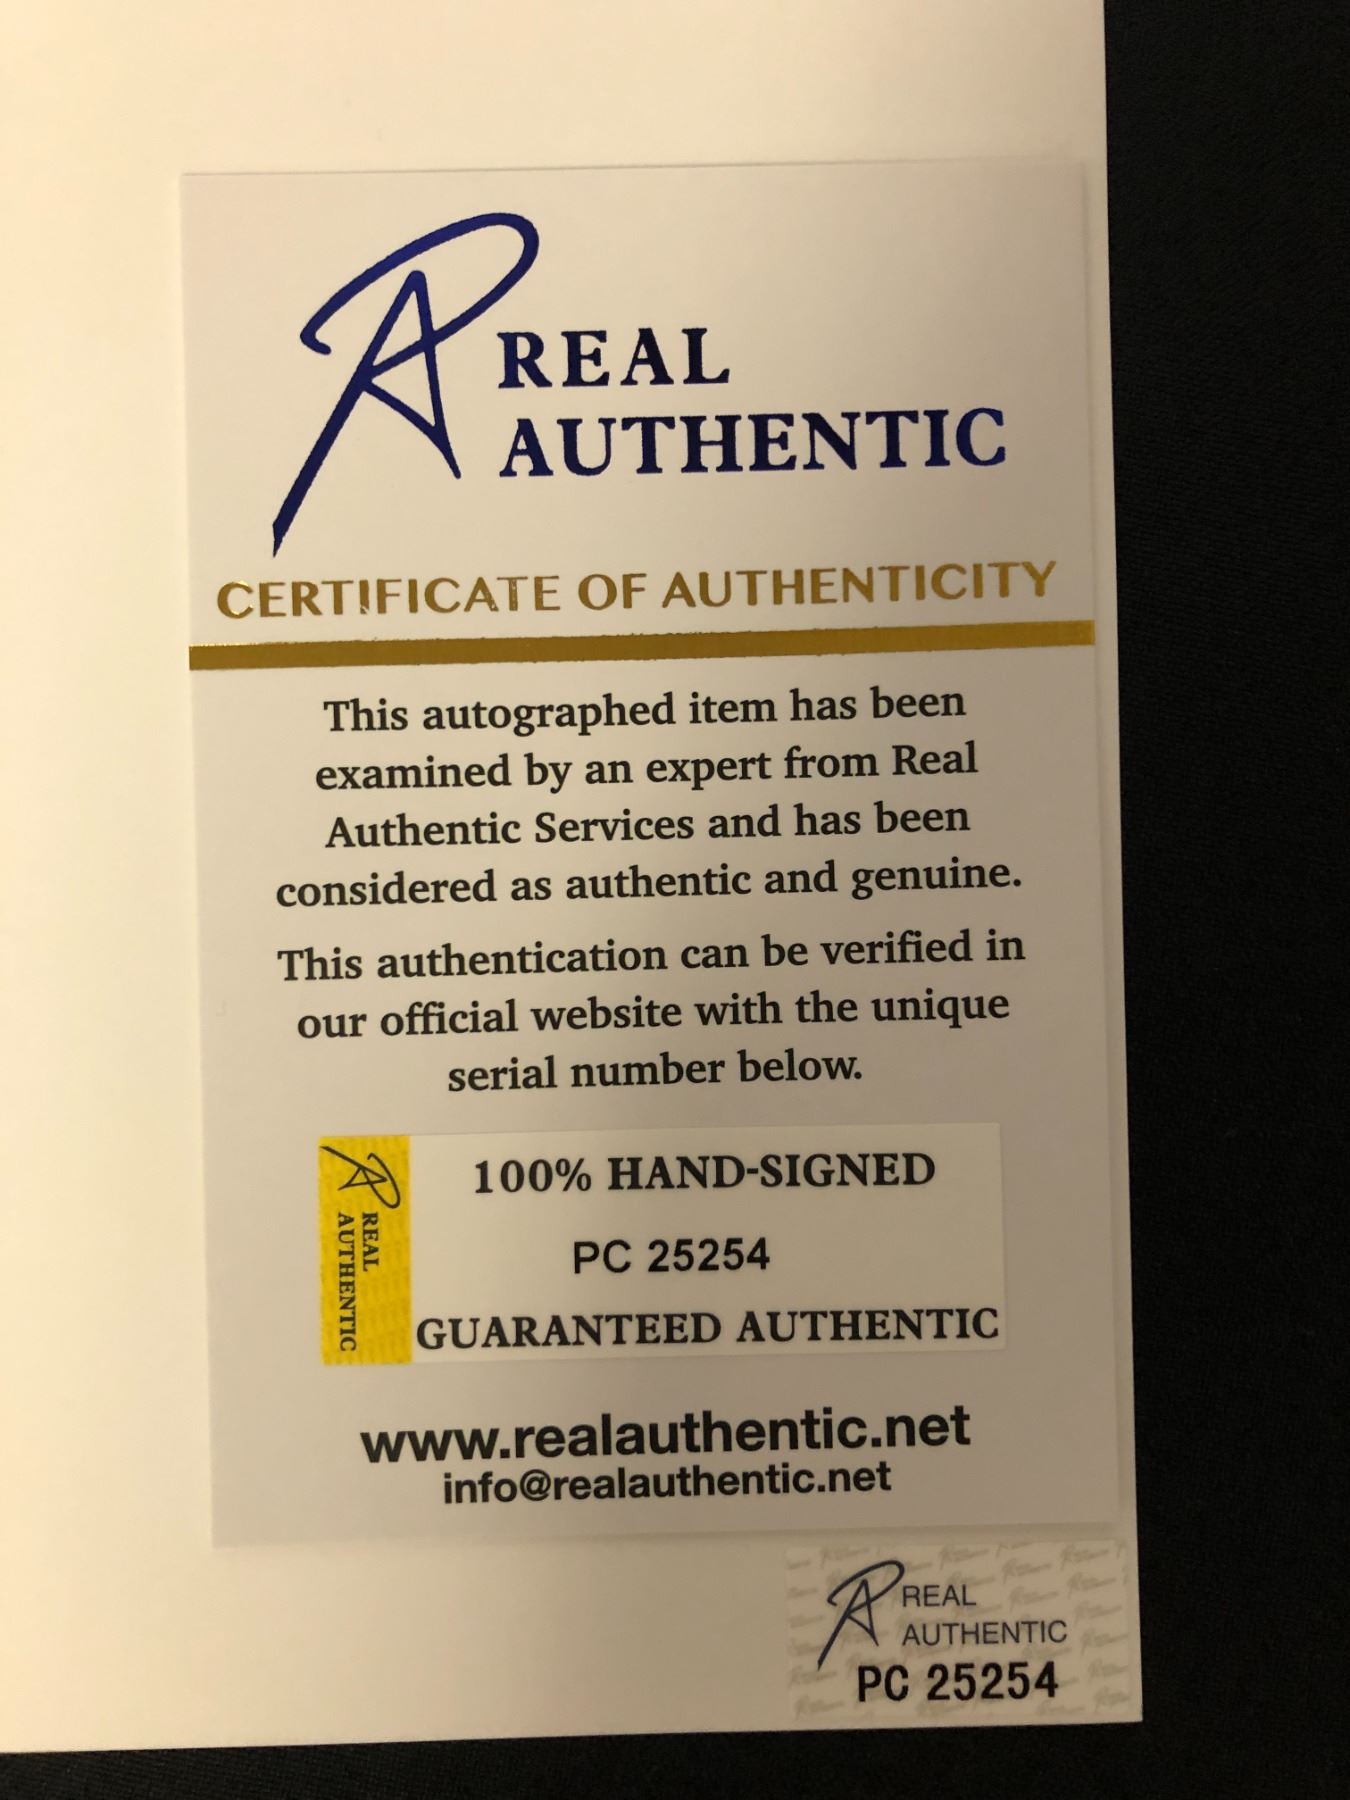 REAL
AUTHENTIC
CERTIFICATE OF AUTHENTICITY
This autographed item has been
examined by an expert from Real
Authentic Services and has been
considered as authentic and genuine.
This authentication can be verified in
our official website with the unique
serial number below.
REAL
AUTHENTIC
100% HAND-SIGNED
PC 25254
GUARANTEED AUTHENTIC
www.realauthentic.net
info@realauthentic.net
REAL
AUTHENTIC
PC 25254